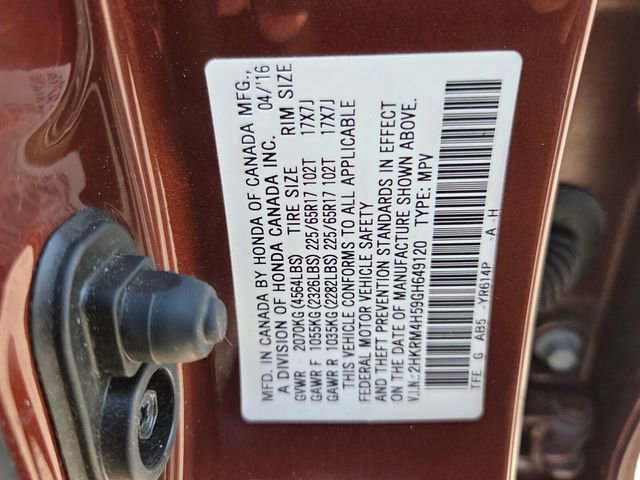 MFD. IN CANADA BY HONDA OF CANADA MFG.,
A DIVISION OF HONDA CANADA INC. 04/'16
TIRE SIZE RIM SIZE
GVWR 2070KG (4564LBS)
GAWR F 1055KG (2326LBS) 225/65R17 102T 17X7J
GAWR R 1035KG (2282LBS) 225/65R17 102T 17X7J
THIS VEHICLE CONFORMS TO ALL APPLICABLE
FEDERAL MOTOR VEHICLE SAFETY
AND THEFT PREVENTION STANDARDS IN EFFECT
ON THE DATE OF MANUFACTURE SHOWN ABOVE.
V.I.N.:2HKRM4H59GH649120 TYPE: MPV
TFE G AB5 -YR614P -A -H